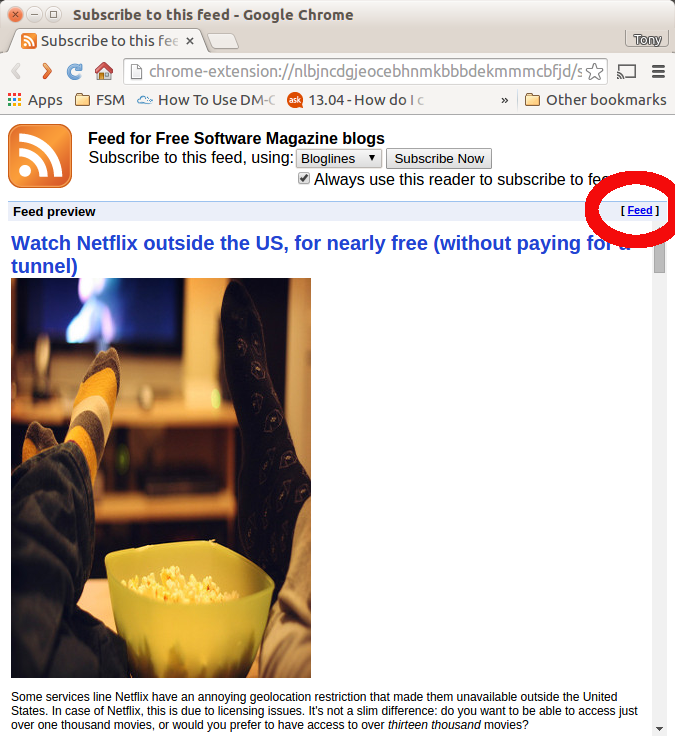 Subscribe to this feed - Google Chrome
Subscribe to this fee
Tony
chrome-extension://nlbjncdgjeocebhnmkbbbdekmmmcbfjd/s
Apps FSM How To Use DM-C ask 13.04 - How do I c » Other bookmarks
Feed for Free Software Magazine blogs
Subscribe to this feed, using: Bloglines Subscribe Now
Always use this reader to subscribe to
Feed preview [ Feed ]
Watch Netflix outside the US, for nearly free (without paying for a
tunnel)
Some services line Netflix have an annoying geolocation restriction that made them unavailable outside the United
States. In case of Netflix, this is due to licensing issues. It's not a slim difference: do you want to be able to access just
over one thousand movies, or would you prefer to have access to over thirteen thousand movies?